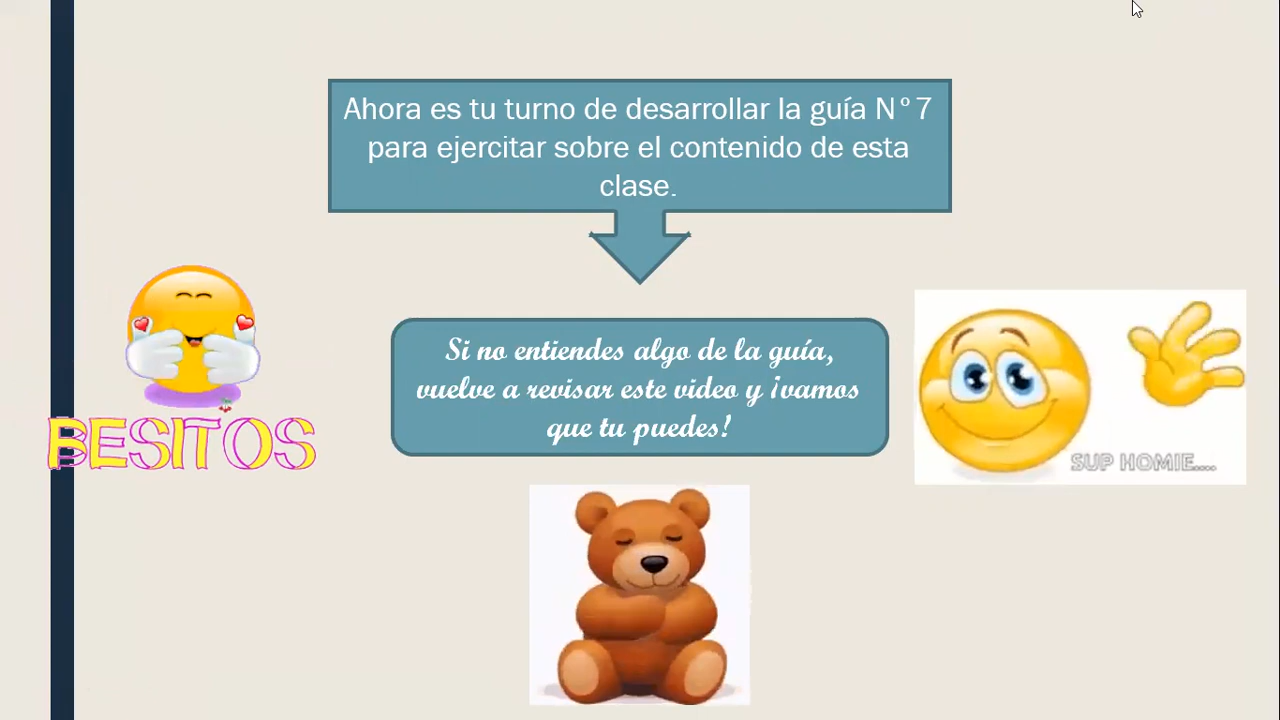 Ahora es tu turno de desarrollar la guía N°7
para ejercitar sobre el contenido de esta
clase.
Si no entiendes algo de la guía,
vuelve a revisar este video y ¡vamos
que tu puedes!
BESITOS
SUP HOMIE....